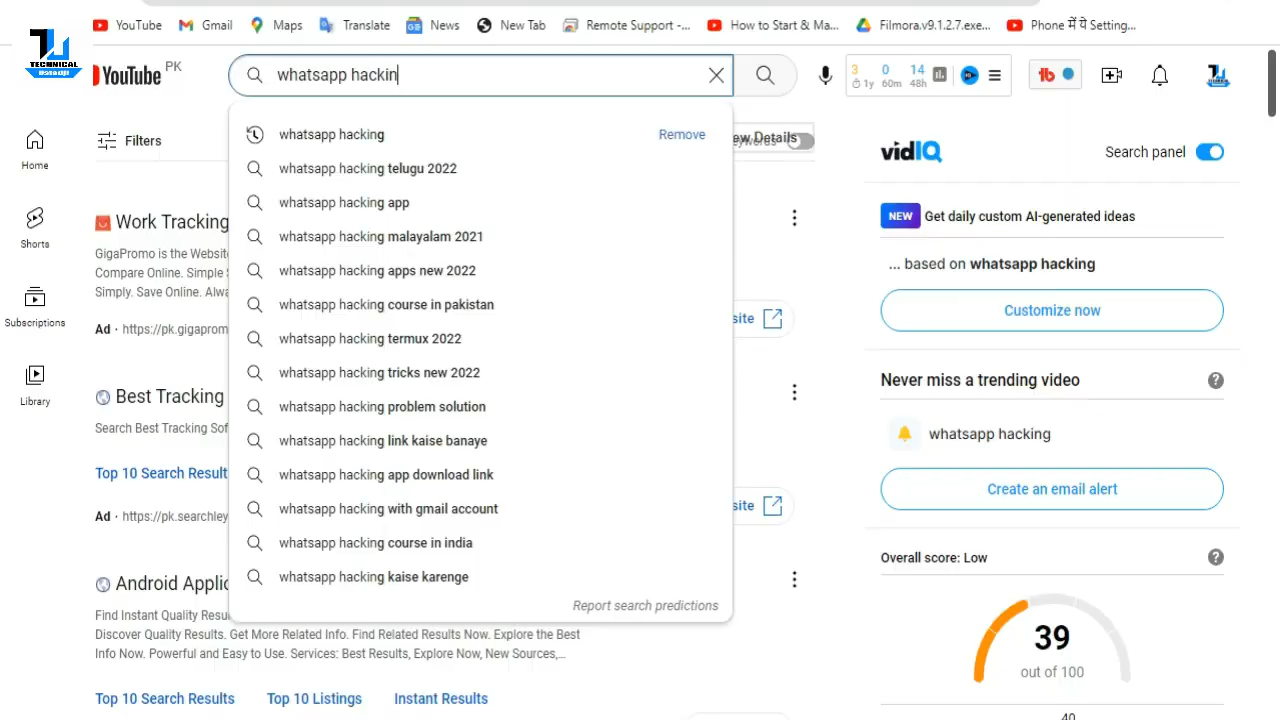 YouTube
Gmail
Maps
Translate
News
New Tab
Remote Support -...
How to Start & Ma...
Filmora.v9.1.2.7.exe...
Phone में ये Setting...
TU
TECHNICAL
YouTube PK
whatsapp hackin
3 0 14
1y 60m 48h
tb
Filters
whatsapp hacking
Remove
whatsapp hacking telugu 2022
whatsapp hacking app
whatsapp hacking malayalam 2021
whatsapp hacking apps new 2022
whatsapp hacking course in pakistan
whatsapp hacking termux 2022
whatsapp hacking tricks new 2022
whatsapp hacking problem solution
whatsapp hacking link kaise banaye
whatsapp hacking app download link
whatsapp hacking with gmail account
whatsapp hacking course in india
whatsapp hacking kaise karenge
Report search predictions
Home
Shorts
Subscriptions
Library
Work Tracking
GigaPromo is the Websit
Compare Online. Simple
Simply. Save Online. Alwa
Ad · https://pk.gigaprom
site
Best Tracking
Search Best Tracking Sof
Top 10 Search Result
Ad · https://pk.searchley
site
Android Applic
Find Instant Quality Resu
Discover Quality Results. Get More Related Info. Find Related Results Now. Explore the Best
Info Now. Powerful and Easy to Use. Services: Best Results, Explore Now, New Sources,...
Top 10 Search Results
Top 10 Listings
Instant Results
ew Details
eywords
vidIQ
Search panel
NEW Get daily custom AI-generated ideas
... based on whatsapp hacking
Customize now
Never miss a trending video
whatsapp hacking
Create an email alert
Overall score: Low
39
out of 100
40